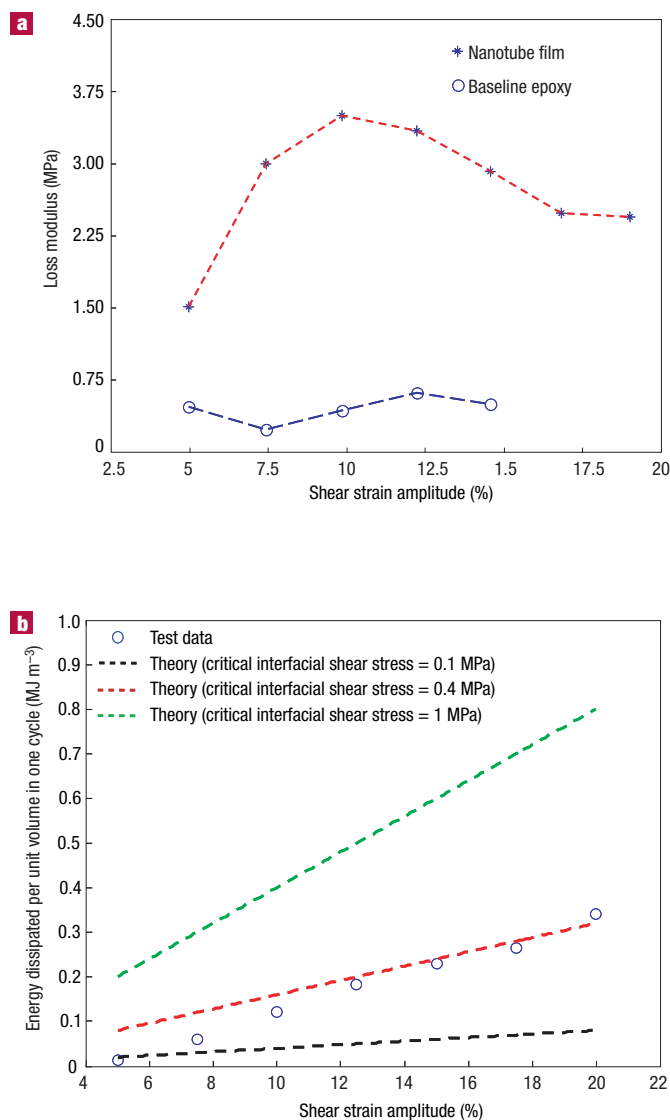 a
4.50
3.75
3.00
2.25
1.50
0.75
0
Loss modulus (MPa)
Nanotube film
Baseline epoxy
2.5 5 7.5 10 12.5 1.5 17.5 20
Shear strain amplitude (%)
b
1.0
0.9
0.8
0.7
0.6
0.5
0.4
0.3
0.2
0.1
0
Energy dissipated per unit volume in one cycle (MJ m⁻³)
Test data
Theory (critical interfacial shear stress = 0.1 MPa)
Theory (critical interfacial shear stress = 0.4 MPa)
Theory (critical interfacial shear stress = 1 MPa)
4 6 8 10 12 14 16 18 20 22
Shear strain amplitude (%)